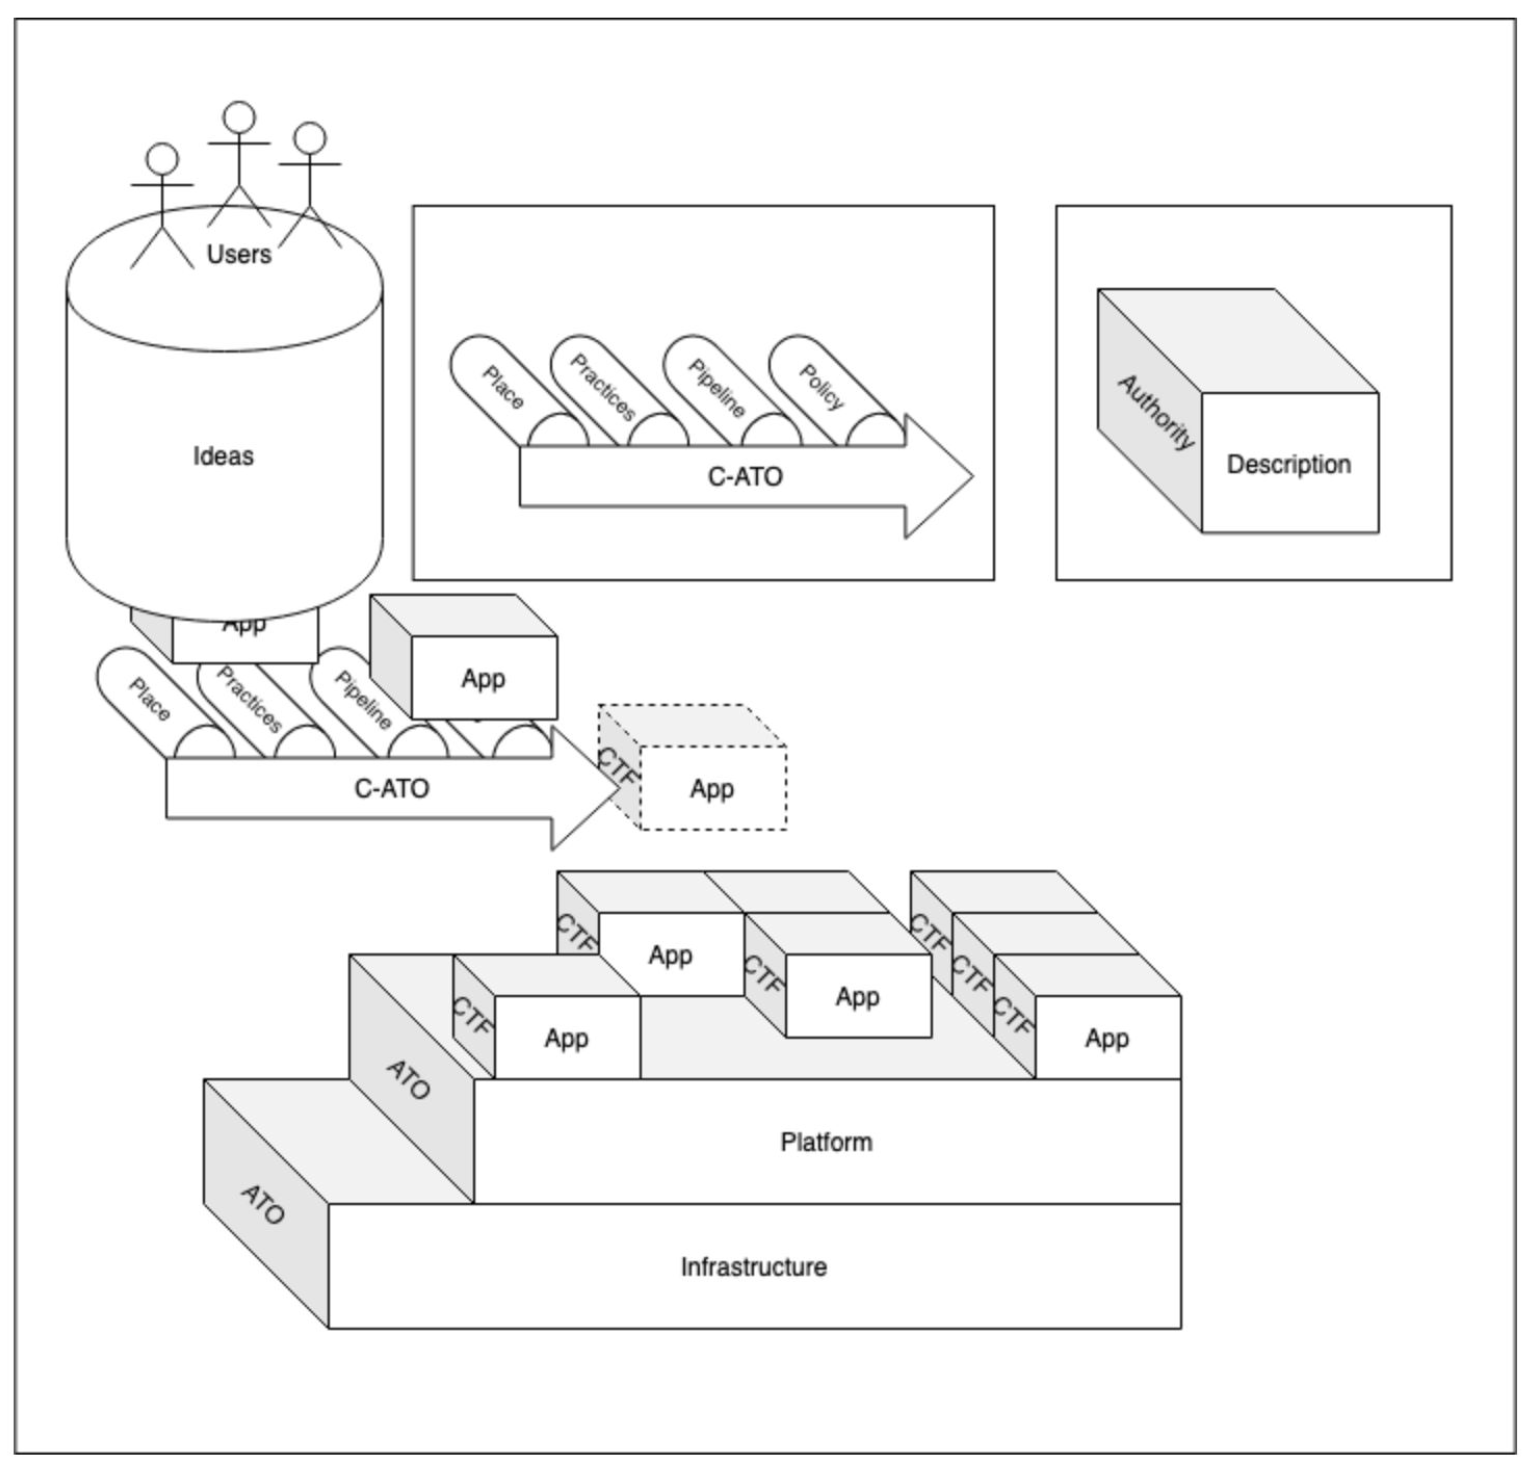 Users
Ideas
Place
Practices
Pipeline
Policy
C-ATO
Authority
Description
App
App
Place
Practices
Pipeline
C-ATO
CTF
App
CTF
App
CTF
App
CTF
CTF
CTF
App
CTF
App
ATO
Platform
ATO
Infrastructure